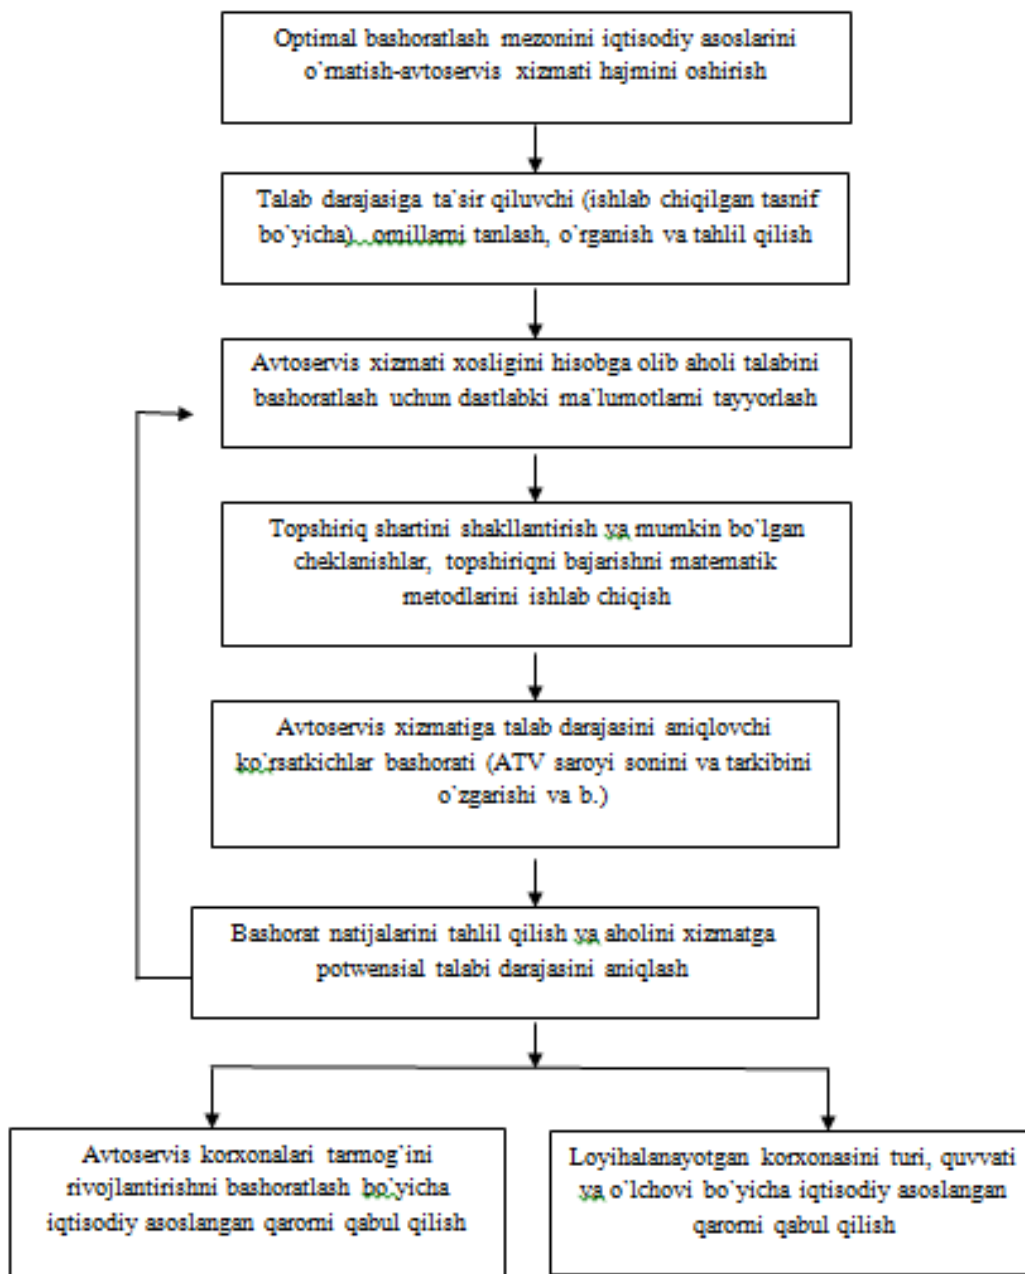 Optimal bashoratlash mezonini iqtisodiy asoslarini
o`rnatish-avtoservis xizmati hajmini oshirish
Talab darajasiga ta`sir qiluvchi (ishlab chiqilgan tasnif
bo`yicha) omillarni tanlash, o`rganish va tahlil qilish
Avtoservis xizmati xosligini hisobga olib aholi talabini
bashoratlash uchun dastlabki ma`lumotlarni tayyorlash
Topshiriq shartini shakllantirish ya mumkin bo`lgan
cheklanishlar, topshiriqni bajarishni matematik
metodlarini ishlab chiqish
Avtoservis xizmatiga talab darajasini aniqlovchi
ko`rsatkichlar bashorati (ATV saroyi sonini va tarkibini
o`zgarishi va b.)
Bashorat natijalarini tahlil qilish ya aholini xizmatga
potwensial talabi darajasini aniqlash
Avtoservis korxonalari tarmog`ini
rivojlantirishni bashoratlash bo`yicha
iqtisodiy asoslangan qarorni qabul qilish
Loyihalanayotgan korxonasini turi, quvvati
ya o`lchovi bo`yicha iqtisodiy asoslangan
qarorni qabul qilish